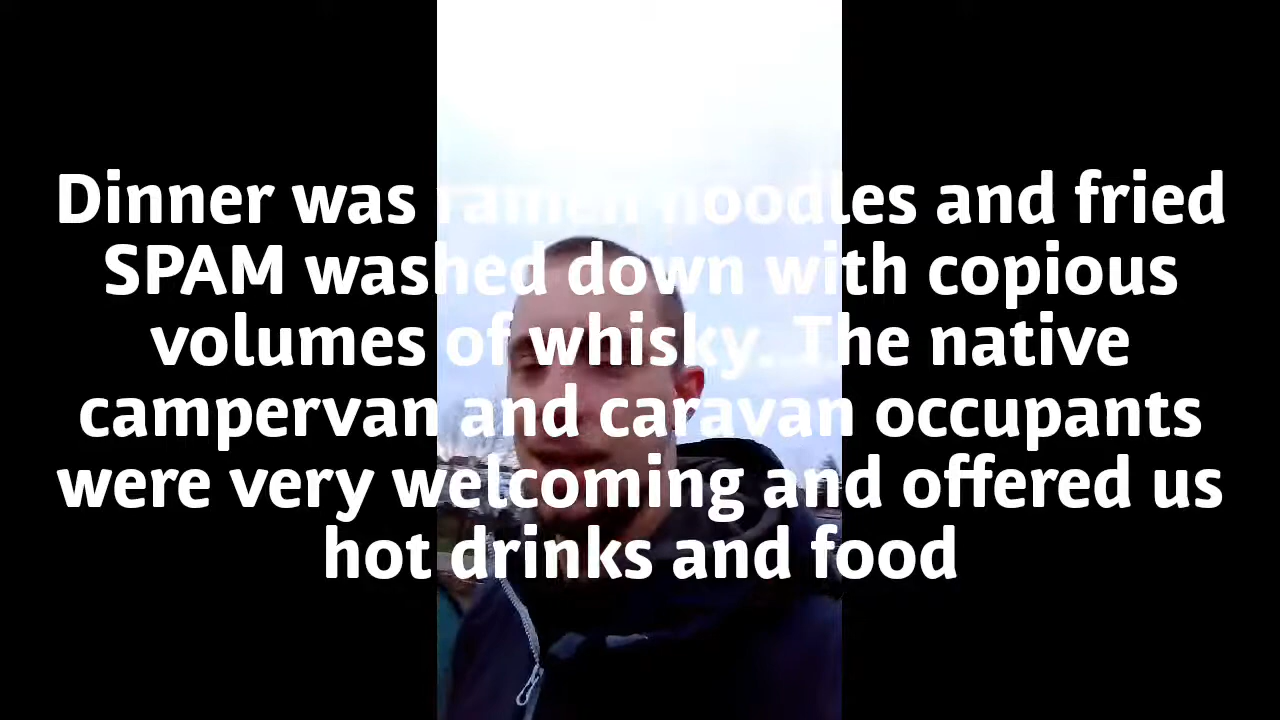 Dinner was ramen noodles and fried
SPAM washed down with copious
volumes of whisky. The native
campervan and caravan occupants
were very welcoming and offered us
hot drinks and food